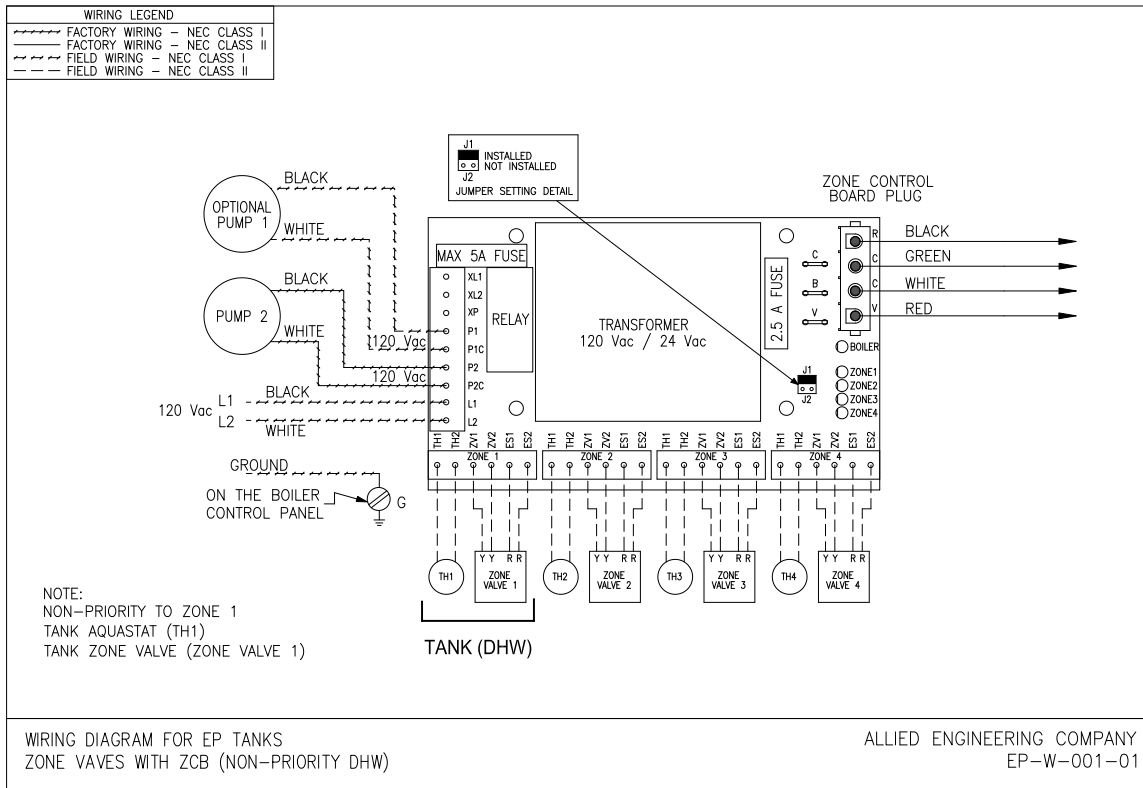 WIRING LEGEND
FACTORY WIRING - NEC CLASS I
FACTORY WIRING - NEC CLASS II
FIELD WIRING - NEC CLASS I
FIELD WIRING - NEC CLASS II
J1
INSTALLED
NOT INSTALLED
J2
JUMPER SETTING DETAIL
OPTIONAL
PUMP 1
BLACK
WHITE
PUMP 2
BLACK
WHITE
120 Vac
120 Vac
120 Vac
L1
BLACK
L2
WHITE
GROUND
ON THE BOILER
CONTROL PANEL
G
MAX 5A FUSE
XL1
XL2
XP
P1
P1C
P2
P2C
L1
L2
RELAY
TRANSFORMER
120 Vac / 24 Vac
2.5 A FUSE
C
B
V
ZONE CONTROL
BOARD PLUG
R
BLACK
C
GREEN
C
WHITE
V
RED
BOILER
ZONE1
ZONE2
ZONE3
ZONE4
J1
J2
TH1 TH2 ZV1 ZV2 ES1 ES2
ZONE 1
TH1 TH2 ZV1 ZV2 ES1 ES2
ZONE 2
TH1 TH2 ZV1 ZV2 ES1 ES2
ZONE 3
TH1 TH2 ZV1 ZV2 ES1 ES2
ZONE 4
TH1
Y Y R R
ZONE
VALVE 1
TH2
Y Y R R
ZONE
VALVE 2
TH3
Y Y R R
ZONE
VALVE 3
TH4
Y Y R R
ZONE
VALVE 4
TANK (DHW)
NOTE:
NON-PRIORITY TO ZONE 1
TANK AQUASTAT (TH1)
TANK ZONE VALVE (ZONE VALVE 1)
WIRING DIAGRAM FOR EP TANKS
ZONE VAVES WITH ZCB (NON-PRIORITY DHW)
ALLIED ENGINEERING COMPANY
EP-W-001-01